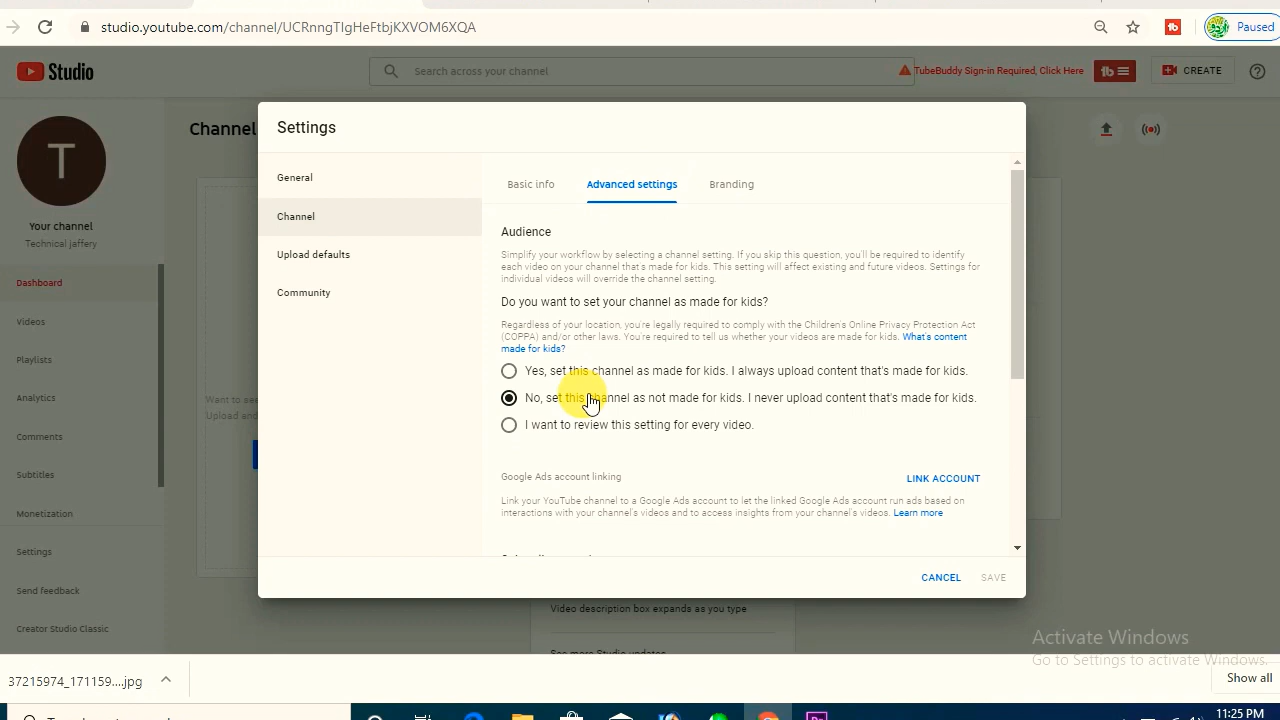 studio.youtube.com/channel/UCRnngTIgHeFtbjKXVOM6XQA
Paused
Studio
Search across your channel
TubeBuddy Sign-in Required, Click Here
tb
CREATE
T
Your channel
Technical jaffery
Dashboard
Videos
Playlists
Analytics
Comments
Subtitles
Monetization
Settings
Send feedback
Creator Studio Classic
Channel
Want to see
Upload and
Settings
General
Channel
Upload defaults
Community
Basic info
Advanced settings
Branding
Audience
Simplify your workflow by selecting a channel setting. If you skip this question, you'll be required to identify
each video on your channel that's made for kids. This setting will affect existing and future videos. Settings for
individual videos will override the channel setting.
Do you want to set your channel as made for kids?
Regardless of your location, you're legally required to comply with the Children's Online Privacy Protection Act
(COPPA) and/or other laws. You're required to tell us whether your videos are made for kids. What's content
made for kids?
Yes, set this channel as made for kids. I always upload content that's made for kids.
No, set this channel as not made for kids. I never upload content that's made for kids.
I want to review this setting for every video.
Google Ads account linking
LINK ACCOUNT
Link your YouTube channel to a Google Ads account to let the linked Google Ads account run ads based on
interactions with your channel's videos and to access insights from your channel's videos. Learn more
CANCEL
SAVE
Video description box expands as you type
See more Studio updates
Activate Windows
Go to Settings to activate Windows.
37215974_171159....jpg
Show all
11:25 PM